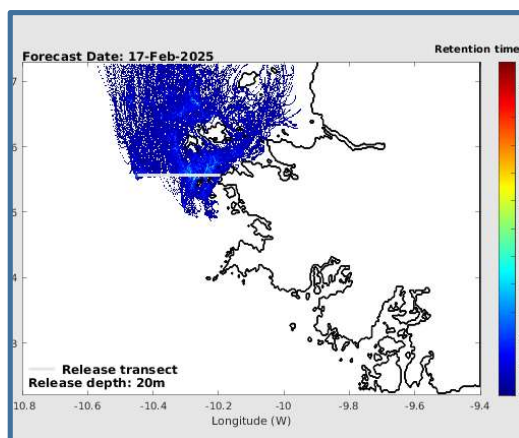 Forecast Date: 17-Feb-2025
Retention time
7
6
5
4
3
Release transect
Release depth: 20m
10.8
-10.6
-10.4
-10.2
-10
-9.8
-9.6
-9.4
Longitude (W)